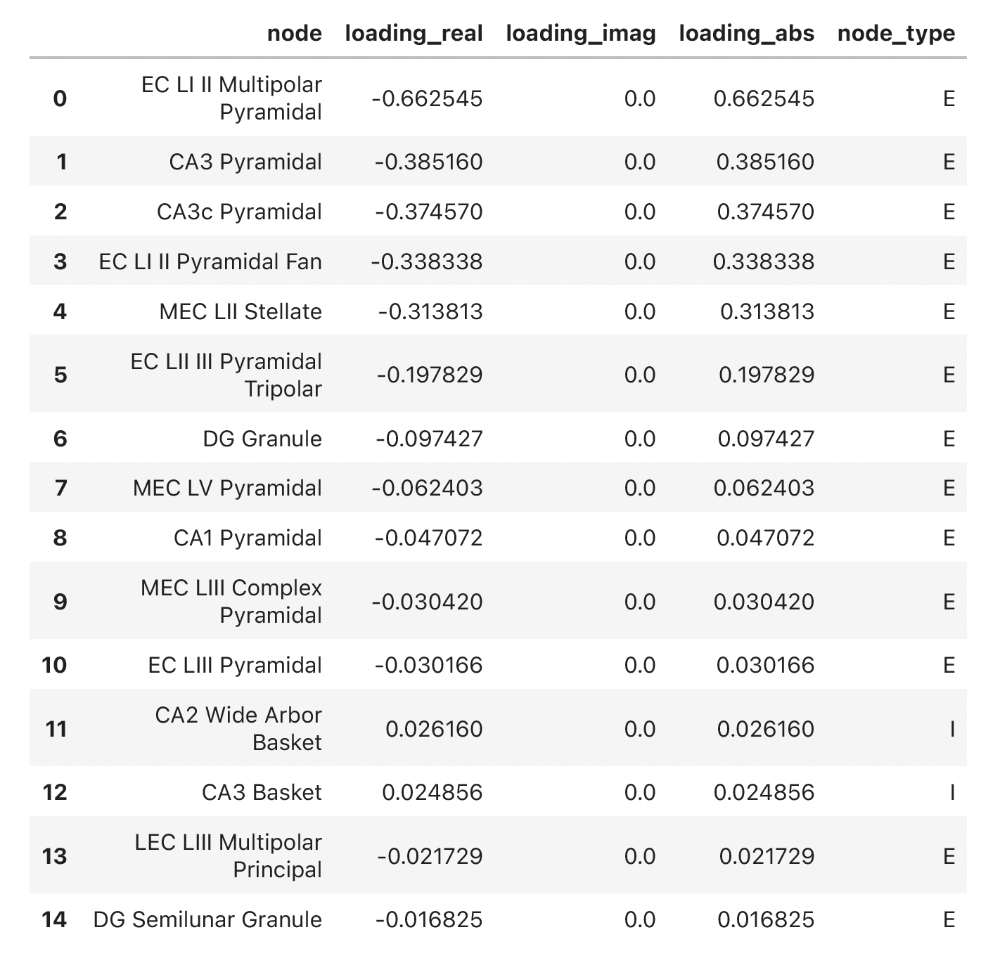 node loading_real loading_imag loading_abs node_type
0 EC LI II Multipolar Pyramidal -0.662545 0.0 0.662545 E
1 CA3 Pyramidal -0.385160 0.0 0.385160 E
2 CA3c Pyramidal -0.374570 0.0 0.374570 E
3 EC LI II Pyramidal Fan -0.338338 0.0 0.338338 E
4 MEC LII Stellate -0.313813 0.0 0.313813 E
5 EC LII III Pyramidal Tripolar -0.197829 0.0 0.197829 E
6 DG Granule -0.097427 0.0 0.097427 E
7 MEC LV Pyramidal -0.062403 0.0 0.062403 E
8 CA1 Pyramidal -0.047072 0.0 0.047072 E
9 MEC LIII Complex Pyramidal -0.030420 0.0 0.030420 E
10 EC LIII Pyramidal -0.030166 0.0 0.030166 E
11 CA2 Wide Arbor Basket 0.026160 0.0 0.026160 I
12 CA3 Basket 0.024856 0.0 0.024856 I
13 LEC LIII Multipolar Principal -0.021729 0.0 0.021729 E
14 DG Semilunar Granule -0.016825 0.0 0.016825 E